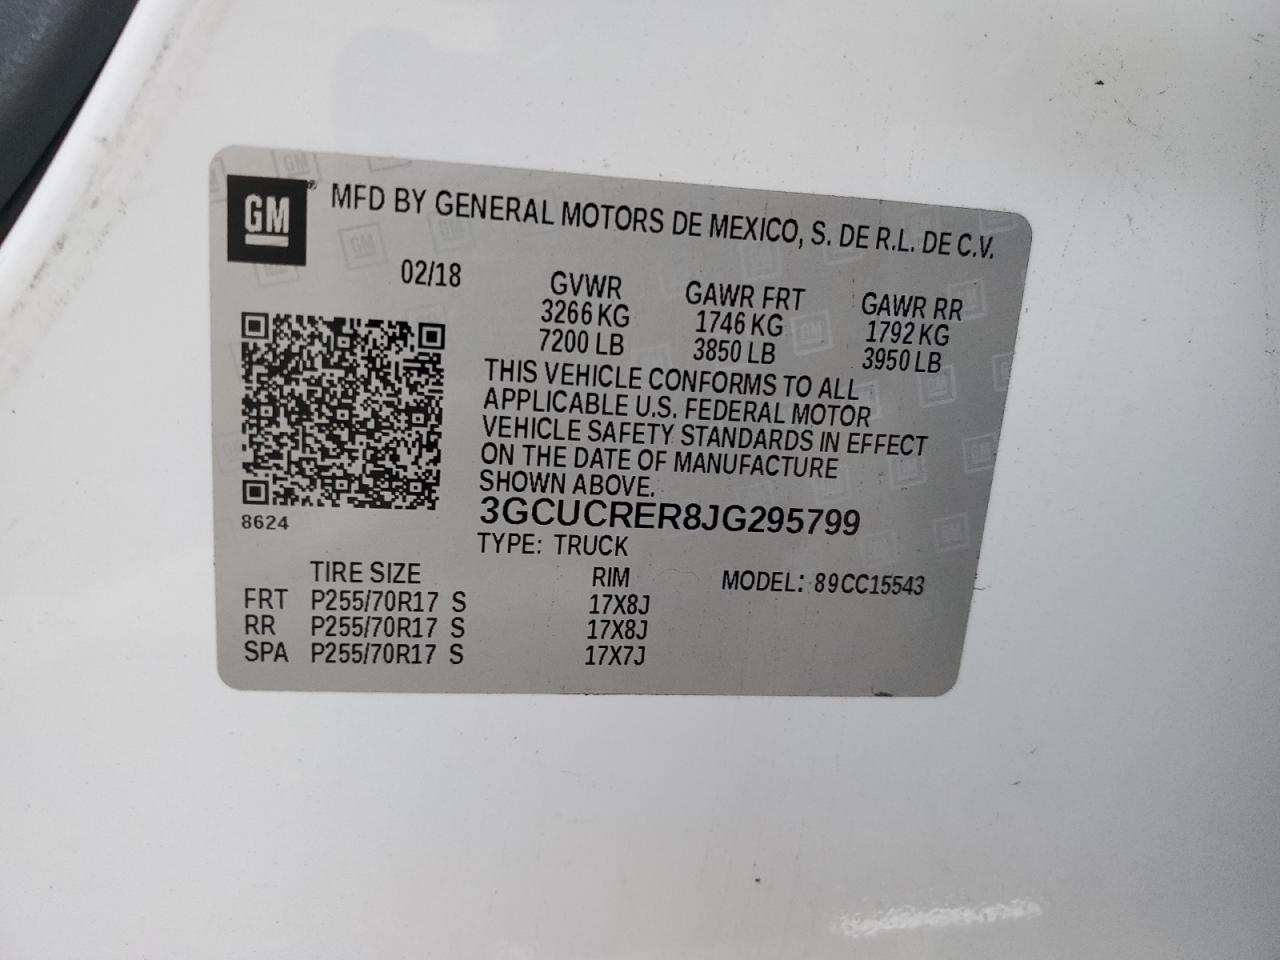 GM
MFD BY GENERAL MOTORS DE MEXICO, S. DE R.L. DE C.V.
02/18 GVWR GAWR FRT GAWR RR
3266 KG 1746 KG 1792 KG
7200 LB 3850 LB 3950 LB
THIS VEHICLE CONFORMS TO ALL
APPLICABLE U.S. FEDERAL MOTOR
VEHICLE SAFETY STANDARDS IN EFFECT
ON THE DATE OF MANUFACTURE
SHOWN ABOVE.
3GCUCRER8JG295799
8624
TYPE: TRUCK
TIRE SIZE RIM MODEL: 89CC15543
FRT P255/70R17 S 17X8J
RR P255/70R17 S 17X8J
SPA P255/70R17 S 17X7J